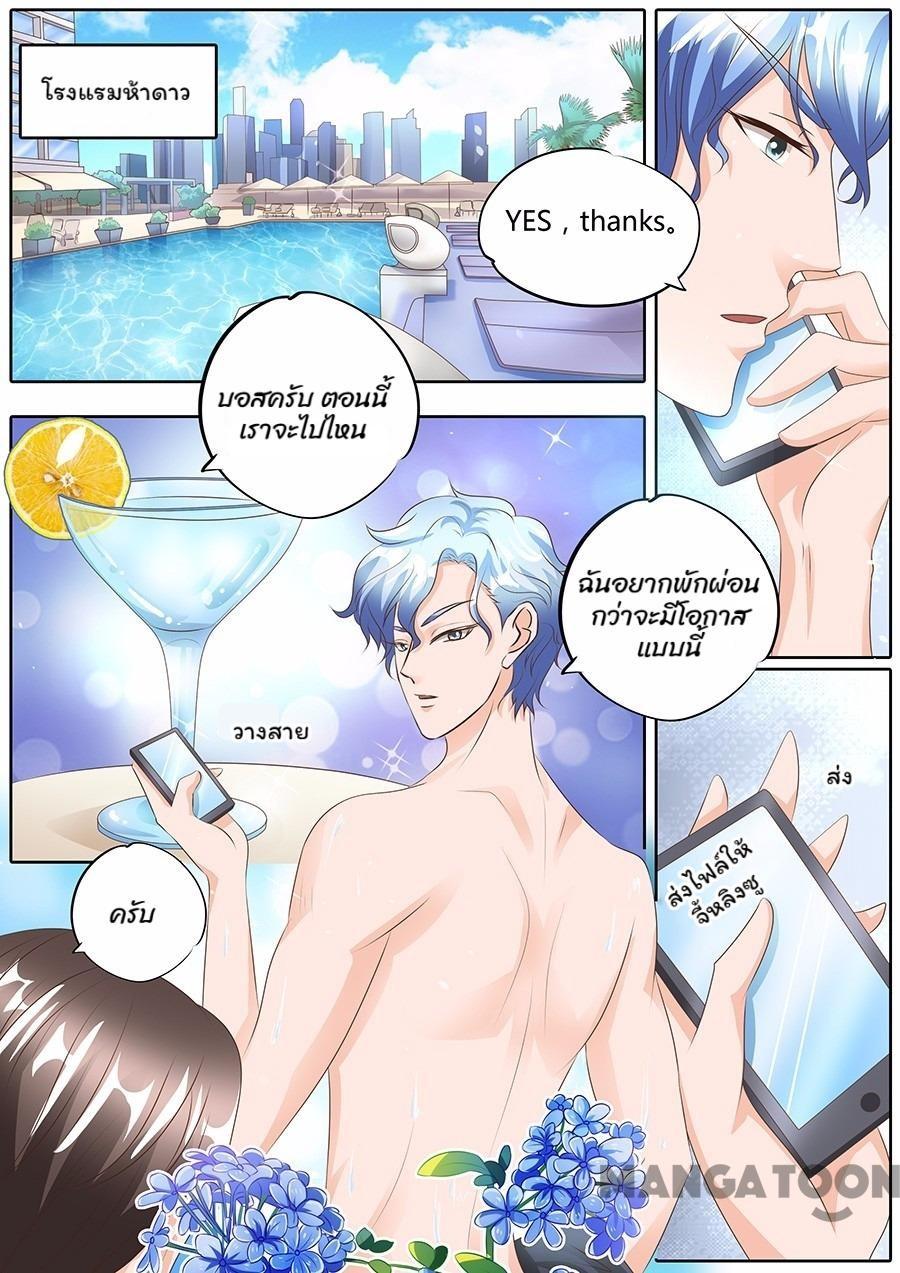 โรงแรมห้าดาว
YES , thanks。
บอสครับ ตอนนี้
เราจะไปไหน
ฉันอยากพักผ่อน
กว่าจะมีโอกาส
แบบนี้
วางสาย
ส่ง
ส่งไฟล์ให้
จี้หลิงซู
ครับ
MANGATOON